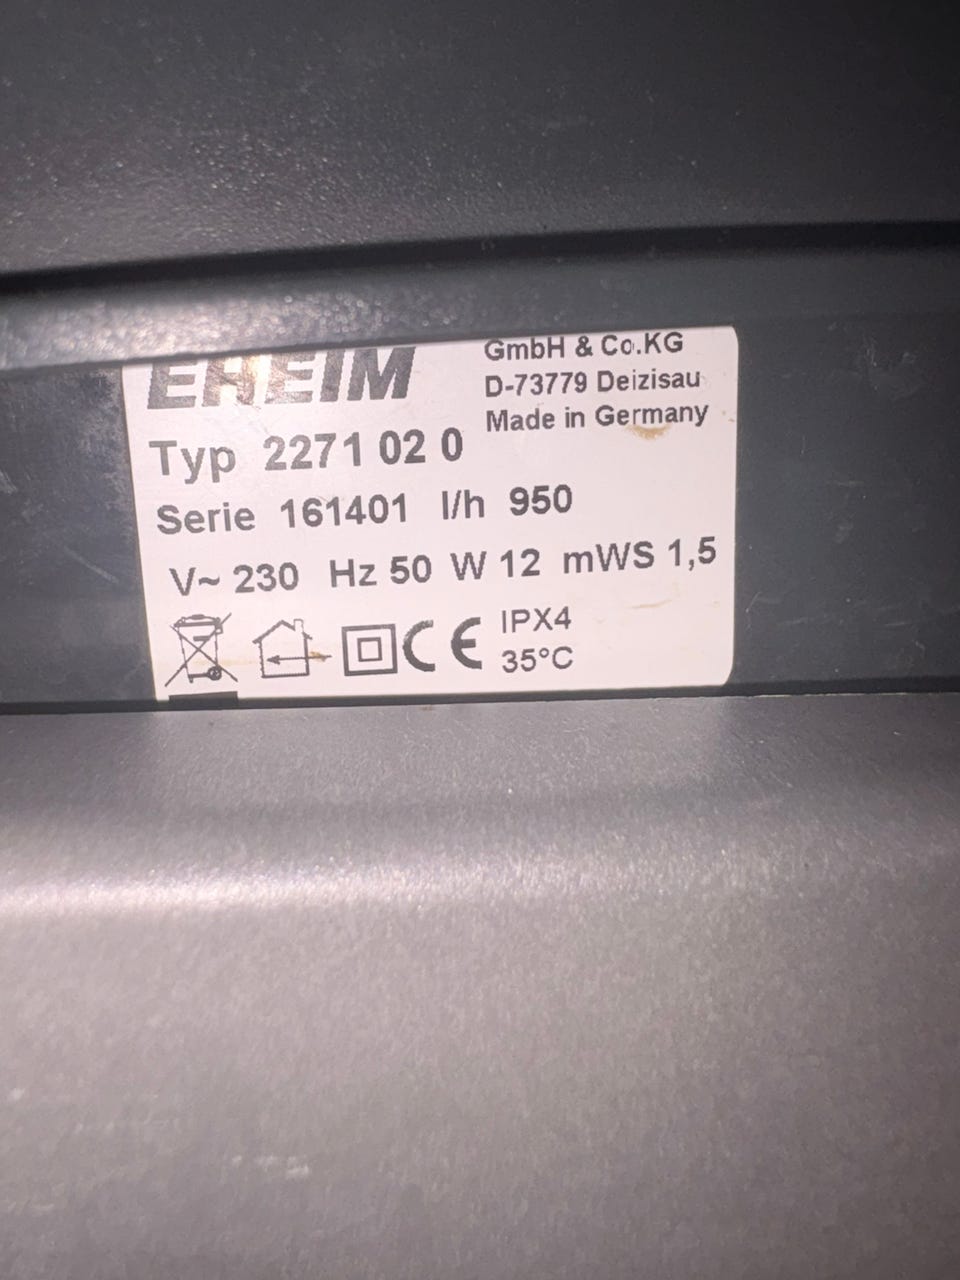 EHEIM
GmbH & Co.KG
D-73779 Deizisau
Made in Germany
Typ 2271 02 0
Serie 161401 l/h 950
V~ 230 Hz 50 W 12 mWS 1,5
CE IPX4
35°C